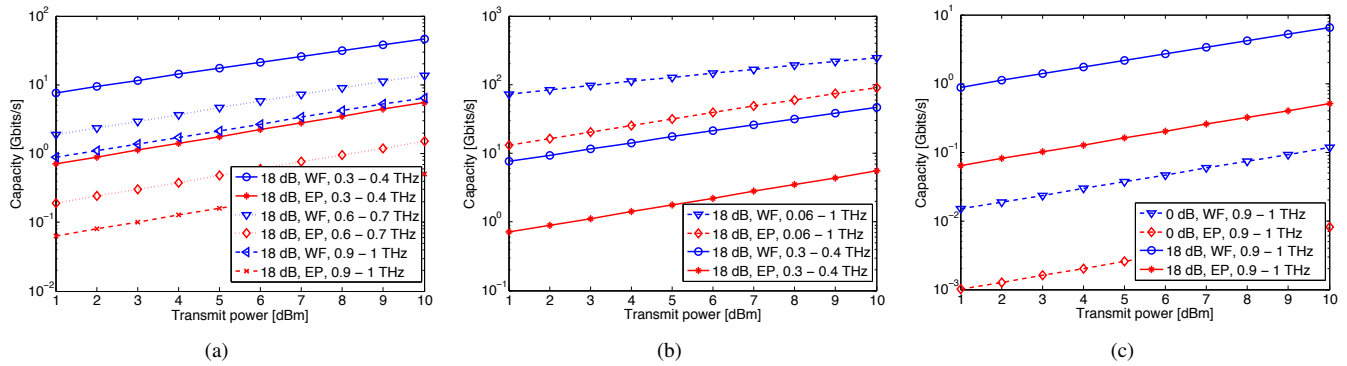 10^2
10^1
10^0
10^-1
10^-2
Capacity [Gbits/s]
18 dB, WF, 0.3 – 0.4 THz
18 dB, EP, 0.3 – 0.4 THz
18 dB, WF, 0.6 – 0.7 THz
18 dB, EP, 0.6 – 0.7 THz
18 dB, WF, 0.9 – 1 THz
18 dB, EP, 0.9 – 1 THz
1 2 3 4 5 6 7 8 9 10
Transmit power [dBm]
(a)
10^3
10^2
10^1
10^0
10^-1
Capacity [Gbits/s]
18 dB, WF, 0.06 – 1 THz
18 dB, EP, 0.06 – 1 THz
18 dB, WF, 0.3 – 0.4 THz
18 dB, EP, 0.3 – 0.4 THz
1 2 3 4 5 6 7 8 9 10
Transmit power [dBm]
(b)
10^1
10^0
10^-1
10^-2
10^-3
Capacity [Gbits/s]
0 dB, WF, 0.9 – 1 THz
0 dB, EP, 0.9 – 1 THz
18 dB, WF, 0.9 – 1 THz
18 dB, EP, 0.9 – 1 THz
1 2 3 4 5 6 7 8 9 10
Transmit power [dBm]
(c)